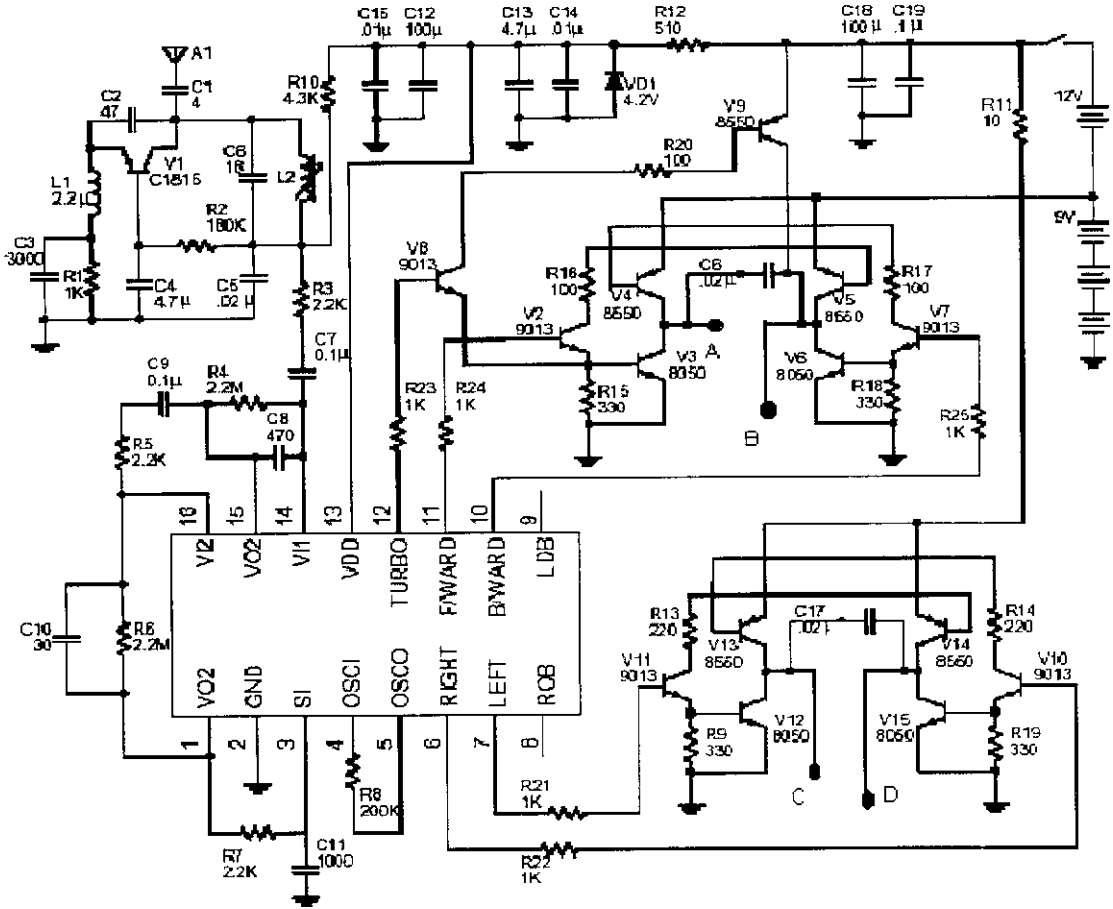 A1
C1
4
C2
47
V1
C1815
C6
L1
2.2μ
L2
R2
180K
C3
3000
R1
1K
C4
4.7μ
C5
.02μ
R10
4.3K
C15
.01μ
C12
100μ
C13
4.7μ
C14
.01μ
VD1
4.2V
R12
510
C18
100μ
C19
.1μ
R11
10
12V
9V
V9
8550
R20
100
V8
9013
R16
100
V4
8550
C6
.02μ
V5
8550
R17
100
V7
9013
V2
9013
A
V3
8050
V6
8050
R15
330
R18
330
B
R25
1K
R3
2.2K
C7
0.1μ
C9
0.1μ
R4
2.2M
C8
470
R5
2.2K
R23
1K
R24
1K
16
15
14
13
12
11
10
9
VI2
VO2
VI1
VDD
TURBO
F/WARD
B/WARD
LDB
C10
30
R6
2.2M
VO2
GND
SI
OSCI
OSCO
RIGHT
LEFT
ROB
1
2
3
4
5
6
7
8
R8
200K
R7
2.2K
C11
1000
R21
1K
R22
1K
R13
220
C17
.02μ
R14
220
V13
8550
V14
8550
V11
9013
V10
9013
V12
8050
V15
8050
R9
330
R19
330
C
D